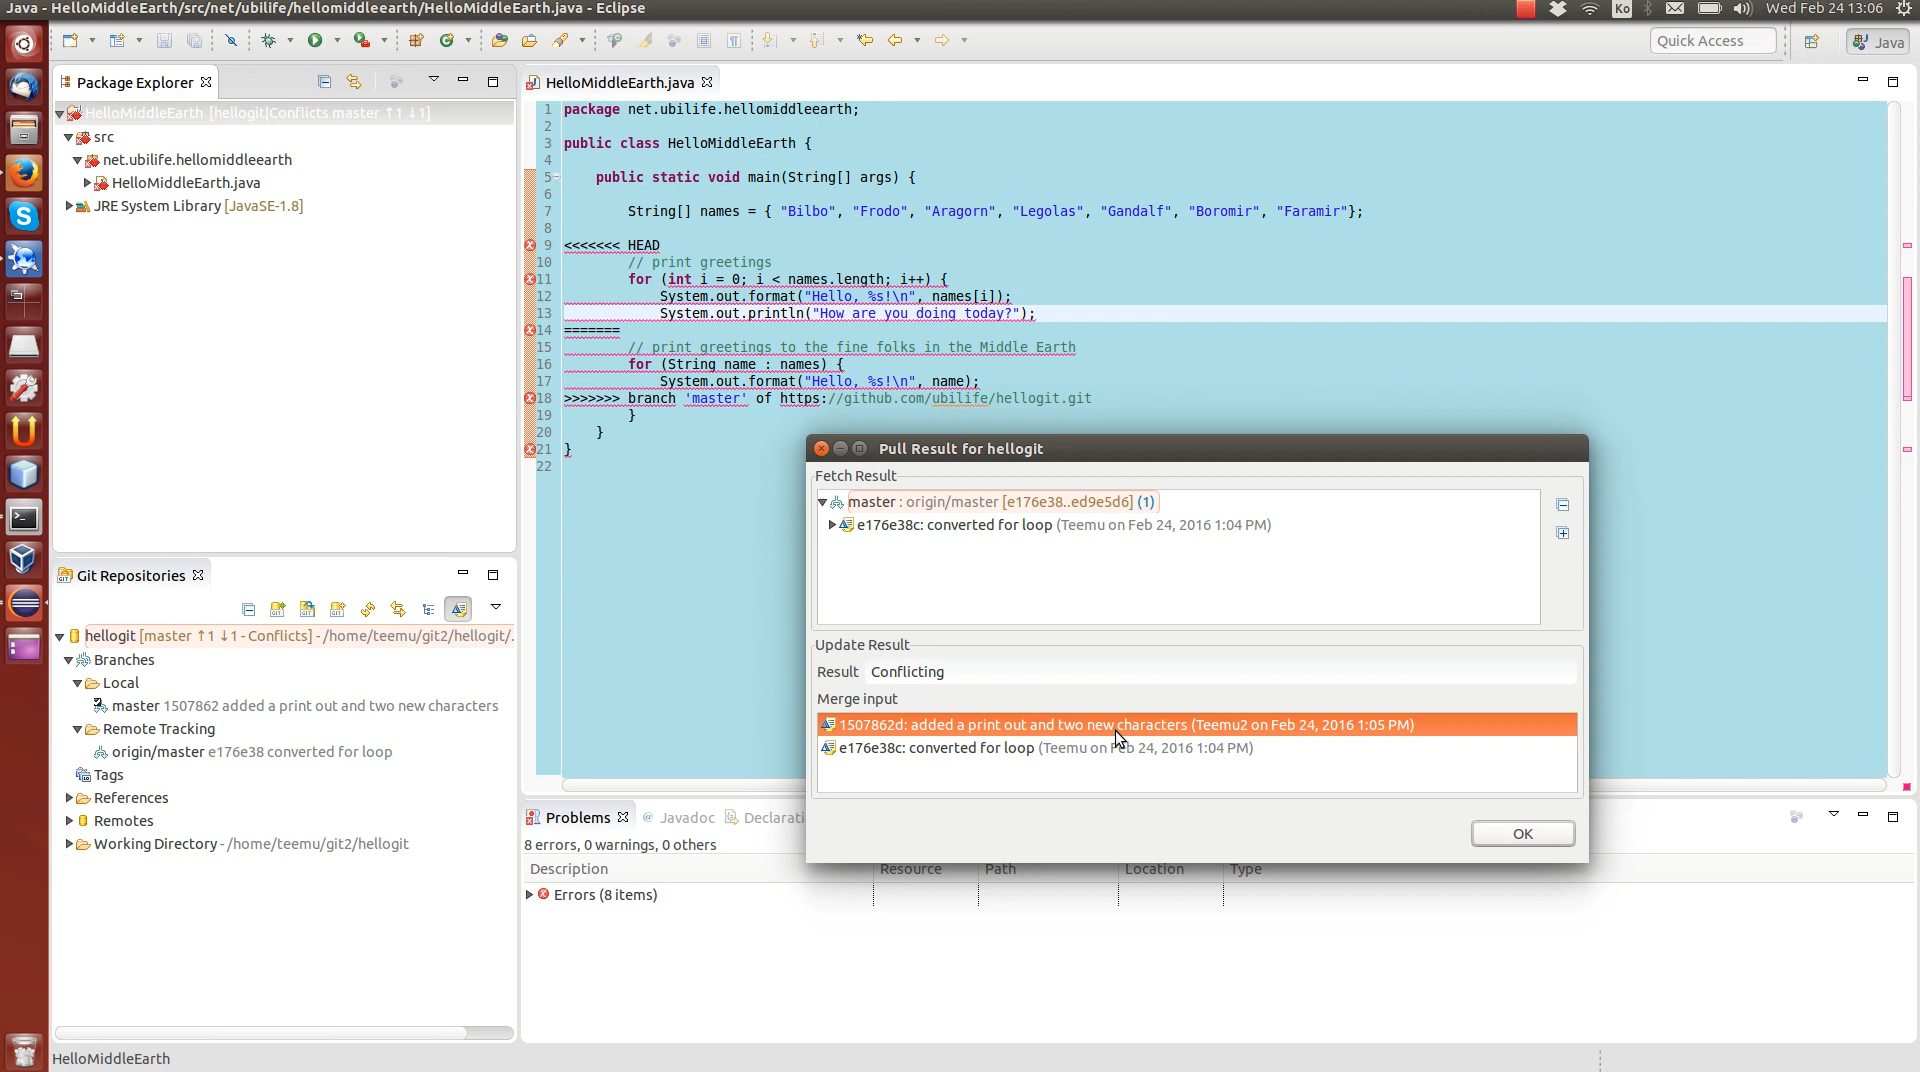 Java - HelloMiddleEarth/src/net/ubilife/hellomiddleearth/HelloMiddleEarth.java - Eclipse
Ko
Wed Feb 24 13:06
Quick Access
Java
Package Explorer
HelloMiddleEarth [hellogit|Conflicts master ↑1 ↓1]
src
net.ubilife.hellomiddleearth
HelloMiddleEarth.java
JRE System Library [JavaSE-1.8]
HelloMiddleEarth.java
1 package net.ubilife.hellomiddleearth;
2
3 public class HelloMiddleEarth {
4
5 public static void main(String[] args) {
6
7 String[] names = { "Bilbo", "Frodo", "Aragorn", "Legolas", "Gandalf", "Boromir", "Faramir"};
8
9 <<<<<<< HEAD
10 // print greetings
11 for (int i = 0; i < names.length; i++) {
12 System.out.format("Hello, %s!\n", names[i]);
13 System.out.println("How are you doing today?");
14 =======
15 // print greetings to the fine folks in the Middle Earth
16 for (String name : names) {
17 System.out.format("Hello, %s!\n", name);
18 >>>>>>> branch 'master' of https://github.com/ubilife/hellogit.git
19 }
20 }
21 }
22
Git Repositories
hellogit [master ↑1 ↓1 - Conflicts] - /home/teemu/git2/hellogit/.
Branches
Local
master 1507862 added a print out and two new characters
Remote Tracking
origin/master e176e38 converted for loop
Tags
References
Remotes
Working Directory - /home/teemu/git2/hellogit
Pull Result for hellogit
Fetch Result
master : origin/master [e176e38..ed9e5d6] (1)
e176e38c: converted for loop (Teemu on Feb 24, 2016 1:04 PM)
Update Result
Result Conflicting
Merge input
1507862d: added a print out and two new characters (Teemu2 on Feb 24, 2016 1:05 PM)
e176e38c: converted for loop (Teemu on Feb 24, 2016 1:04 PM)
OK
Problems
@ Javadoc
Declarati
8 errors, 0 warnings, 0 others
Description Resource Path Location Type
Errors (8 items)
HelloMiddleEarth